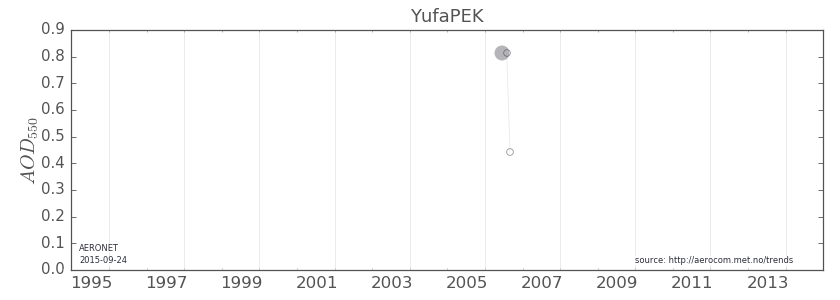 YufaPEK
0.9
0.8
0.7
0.6
0.5
0.4
0.3
0.2
0.1
0.0
AOD550
AERONET
2015-09-24
source: http://aerocom.met.no/trends
1995 1997 1999 2001 2003 2005 2007 2009 2011 2013